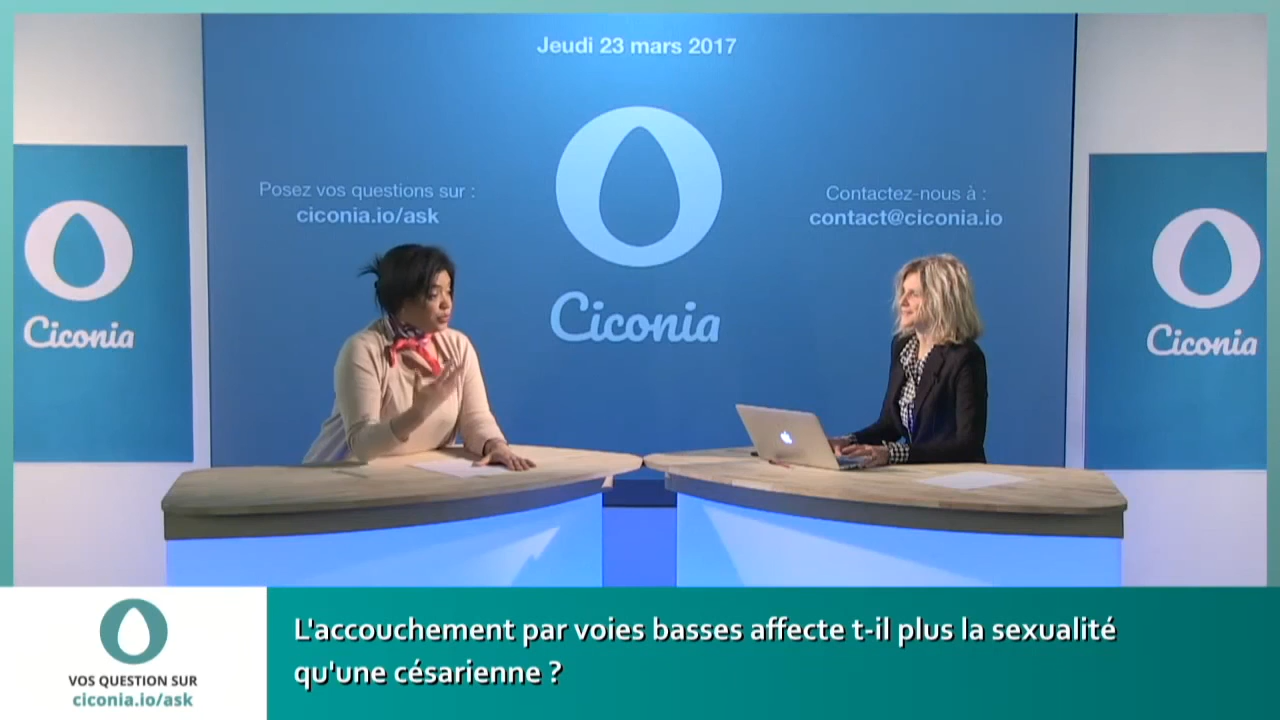 Jeudi 23 mars 2017
Posez vos questions sur :
ciconia.io/ask
Contactez-nous à :
contact@ciconia.io
Ciconia
Ciconia
Ciconia
VOS QUESTION SUR
ciconia.io/ask
L'accouchement par voies basses affecte t-il plus la sexualité
qu'une césarienne ?